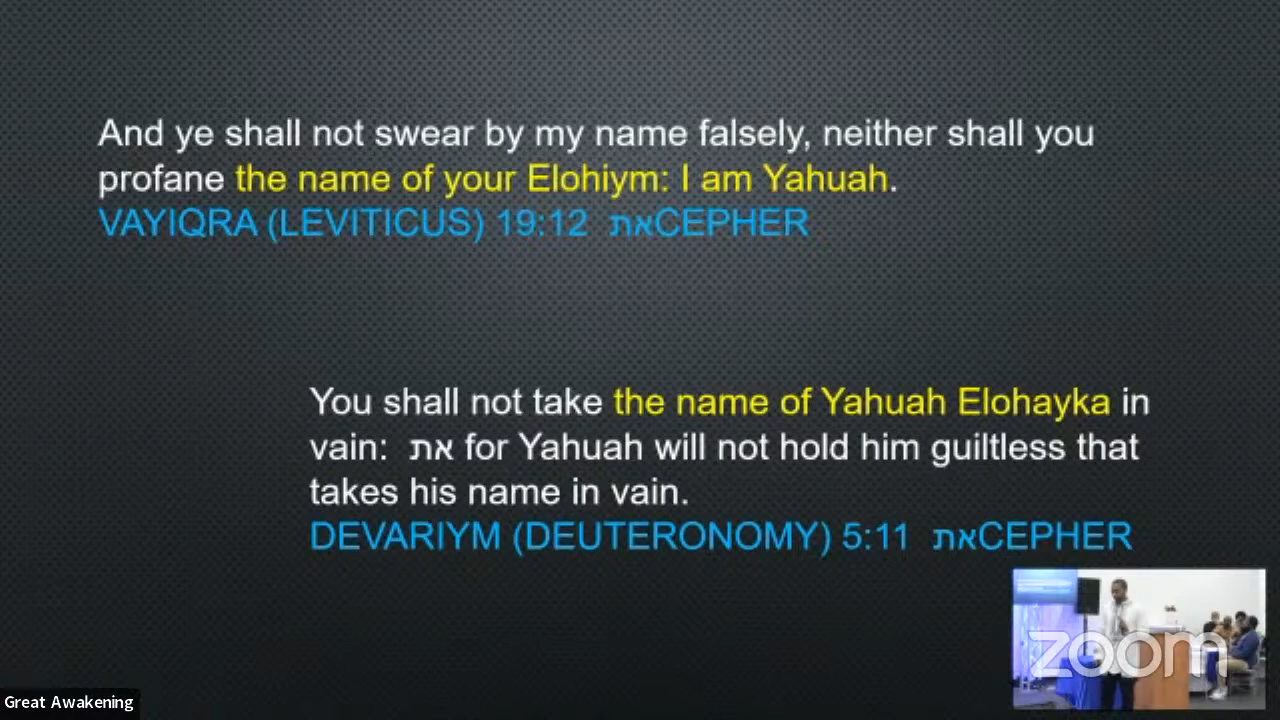 And ye shall not swear by my name falsely, neither shall you
profane the name of your Elohiym: I am Yahuah.
VAYIQRA (LEVITICUS) 19:12 אתCEPHER
You shall not take the name of Yahuah Elohayka in
vain: את for Yahuah will not hold him guiltless that
takes his name in vain.
DEVARIYM (DEUTERONOMY) 5:11 אתCEPHER
zoom
Great Awakening